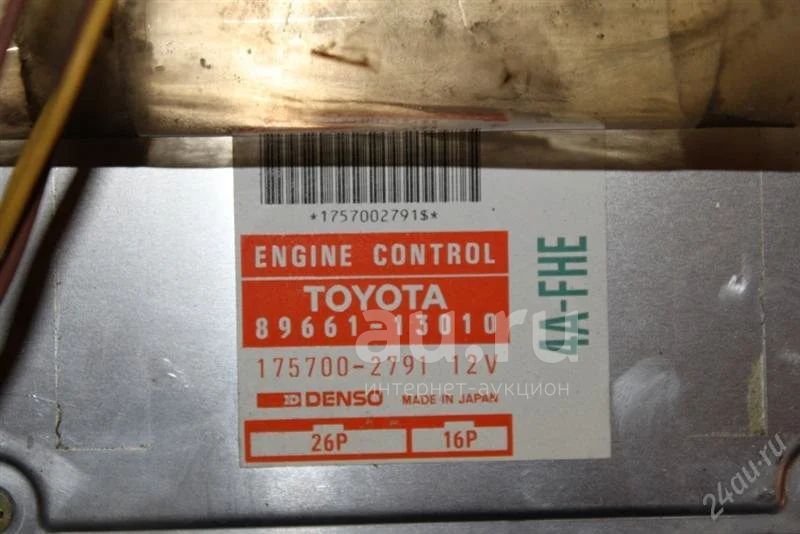 *1757002791$*
ENGINE CONTROL
TOYOTA
89661-13010
175700-2791 12V
DENSO MADE IN JAPAN
26P 16P
4A-FHE
au.ru
интернет-аукцион
24au.ru